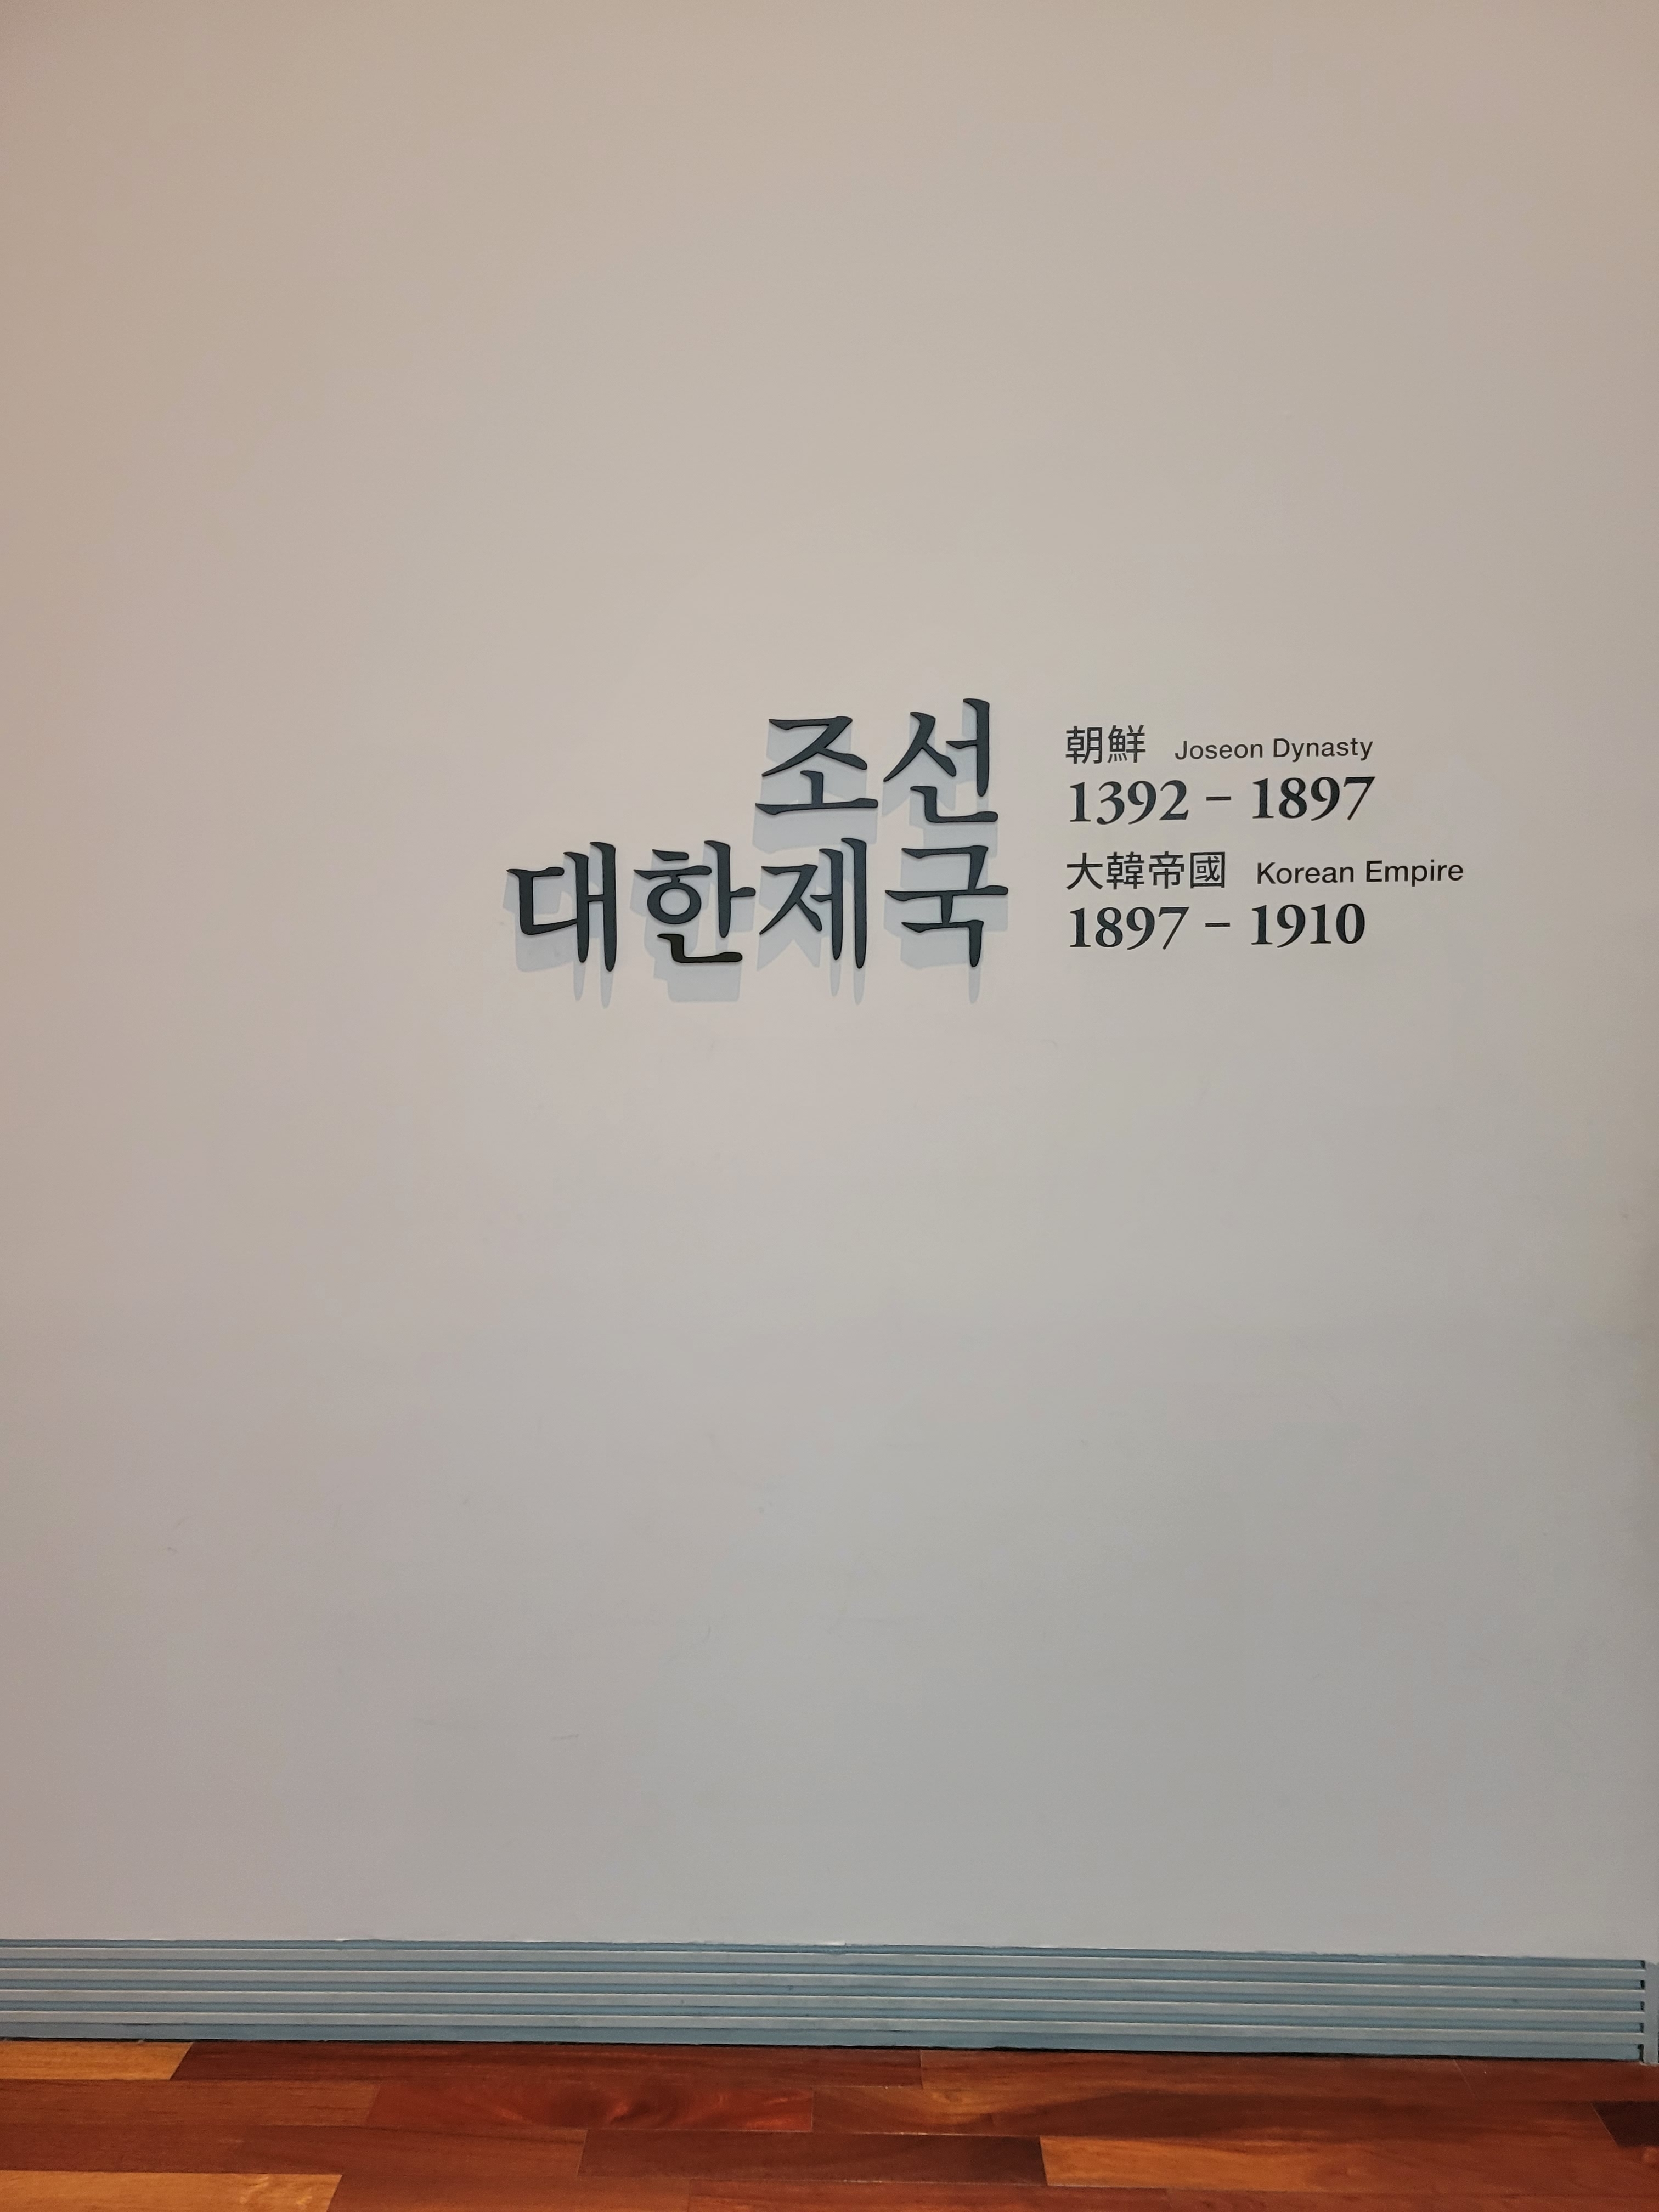 조선
대한제국
朝鮮 Joseon Dynasty
1392 – 1897
大韓帝國 Korean Empire
1897 – 1910